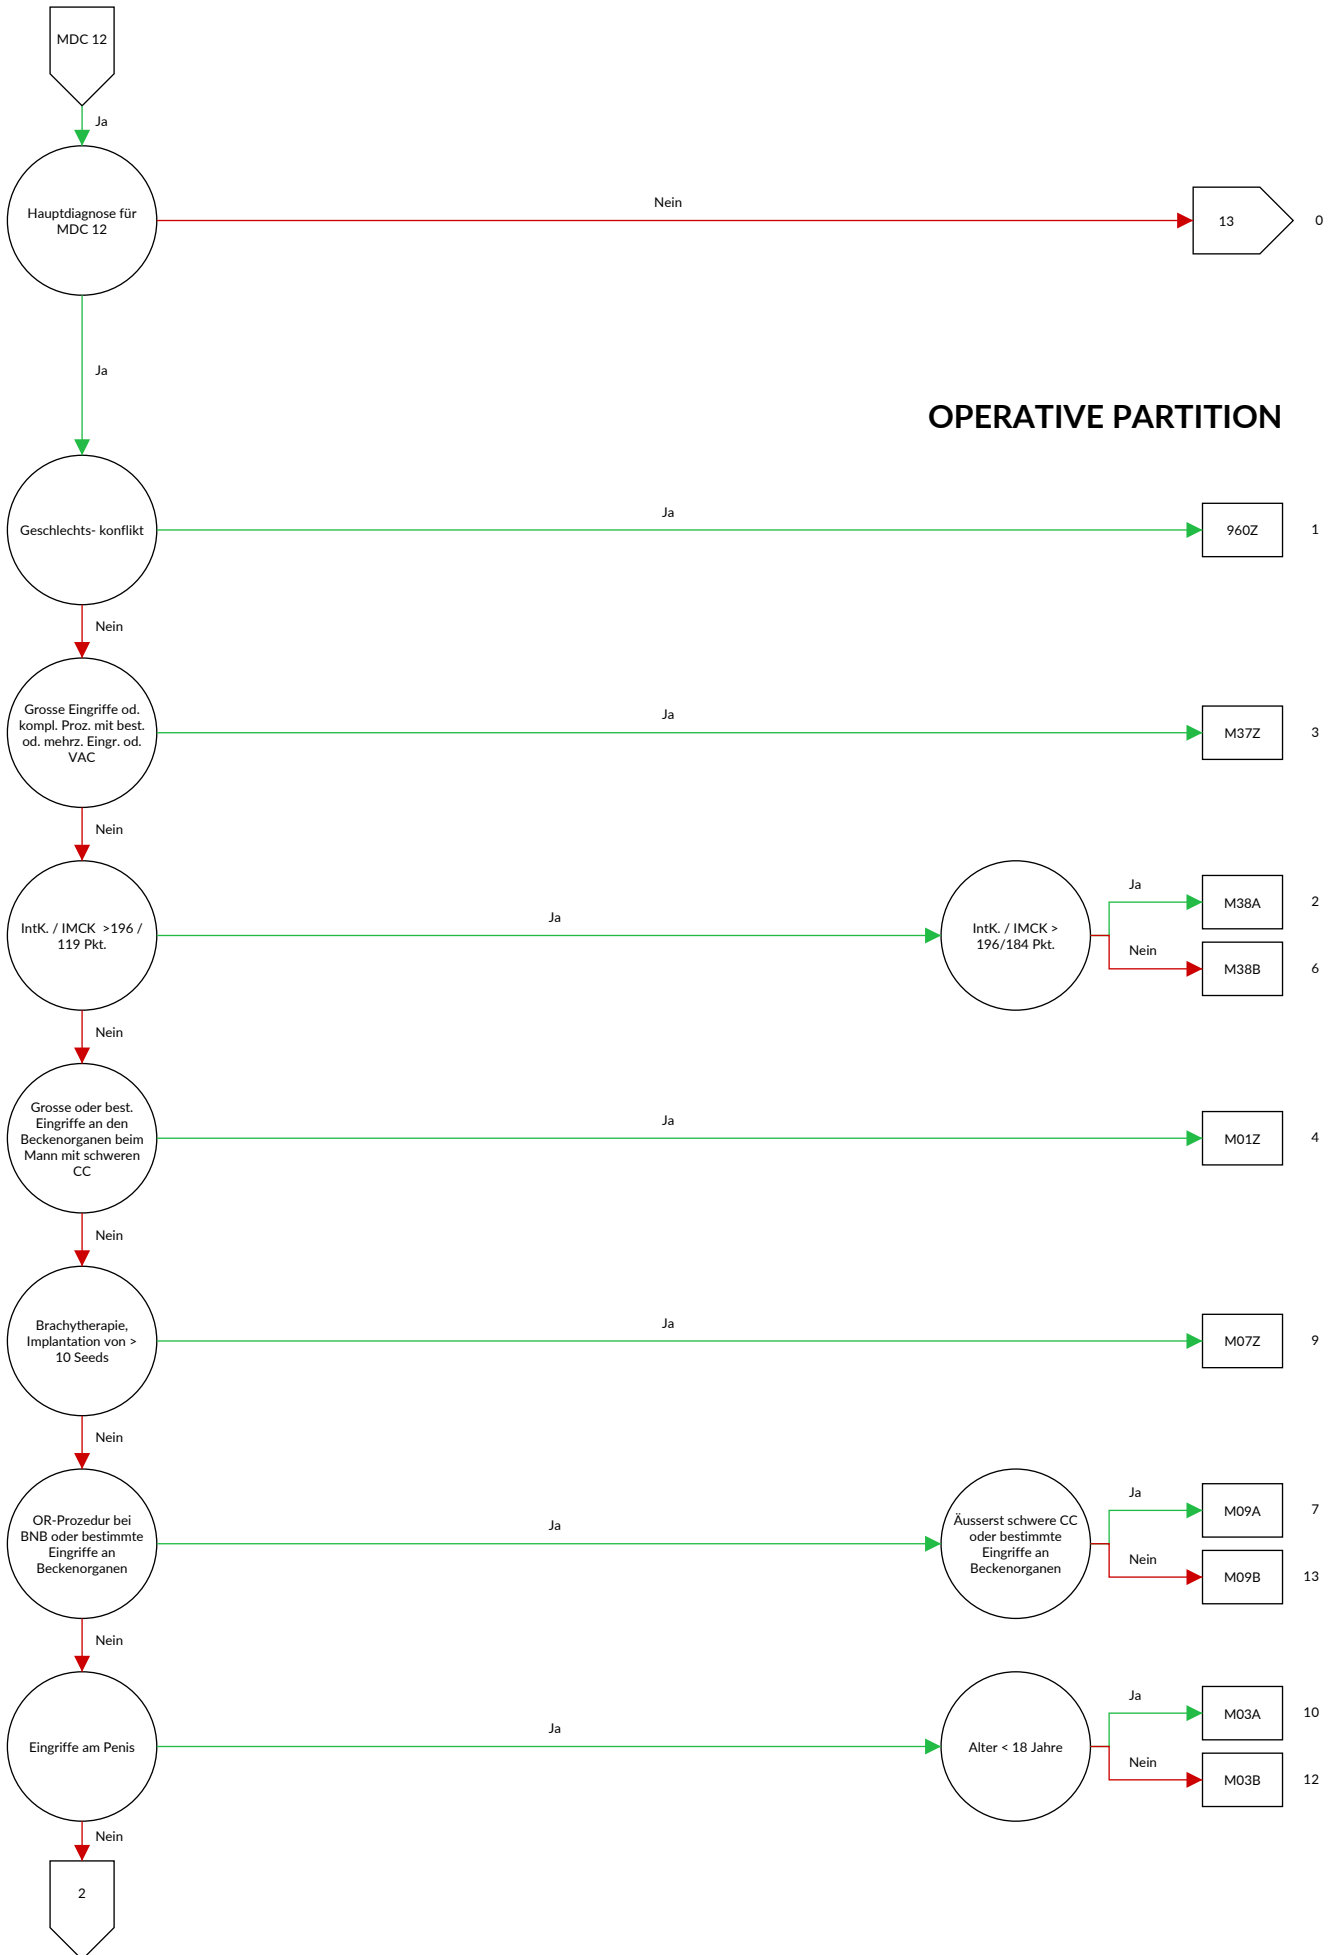 MDC 12
Ja
Hauptdiagnose für
MDC 12
Nein
13
0
Ja
OPERATIVE PARTITION
Geschlechts- konflikt
Ja
960Z
1
Nein
Grosse Eingriffe od.
kompl. Proz. mit best.
od. mehrz. Eingr. od.
VAC
Ja
M37Z
3
Nein
IntK. / IMCK >196 /
119 Pkt.
Ja
IntK. / IMCK >
196/184 Pkt.
Ja
M38A
2
Nein
M38B
6
Nein
Grosse oder best.
Eingriffe an den
Beckenorganen beim
Mann mit schweren
CC
Ja
M01Z
4
Nein
Brachytherapie,
Implantation von >
10 Seeds
Ja
M07Z
9
Nein
OR-Prozedur bei
BNB oder bestimmte
Eingriffe an
Beckenorganen
Ja
Äusserst schwere CC
oder bestimmte
Eingriffe an
Beckenorganen
Ja
M09A
7
Nein
M09B
13
Nein
Eingriffe am Penis
Ja
Alter < 18 Jahre
Ja
M03A
10
Nein
M03B
12
Nein
2